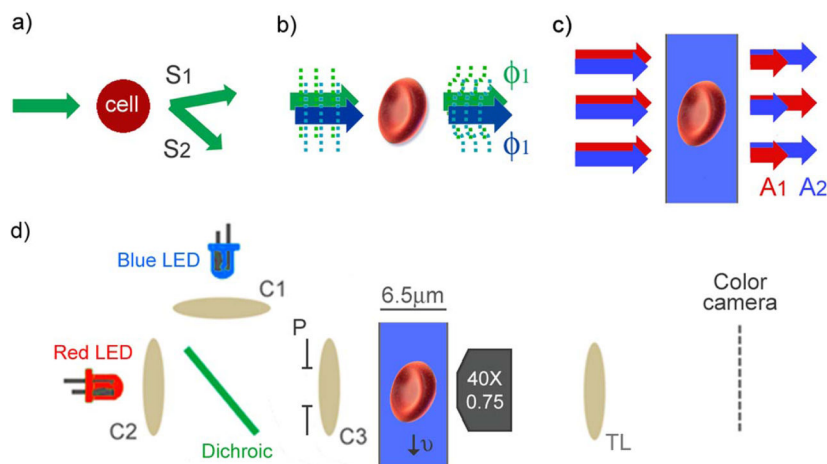 a)
cell
S1
S2
b)
ϕ1
ϕ1
c)
A1 A2
d)
Blue LED
C1
Red LED
C2
Dichroic
P
C3
6.5μm
↓υ
40X
0.75
TL
Color
camera